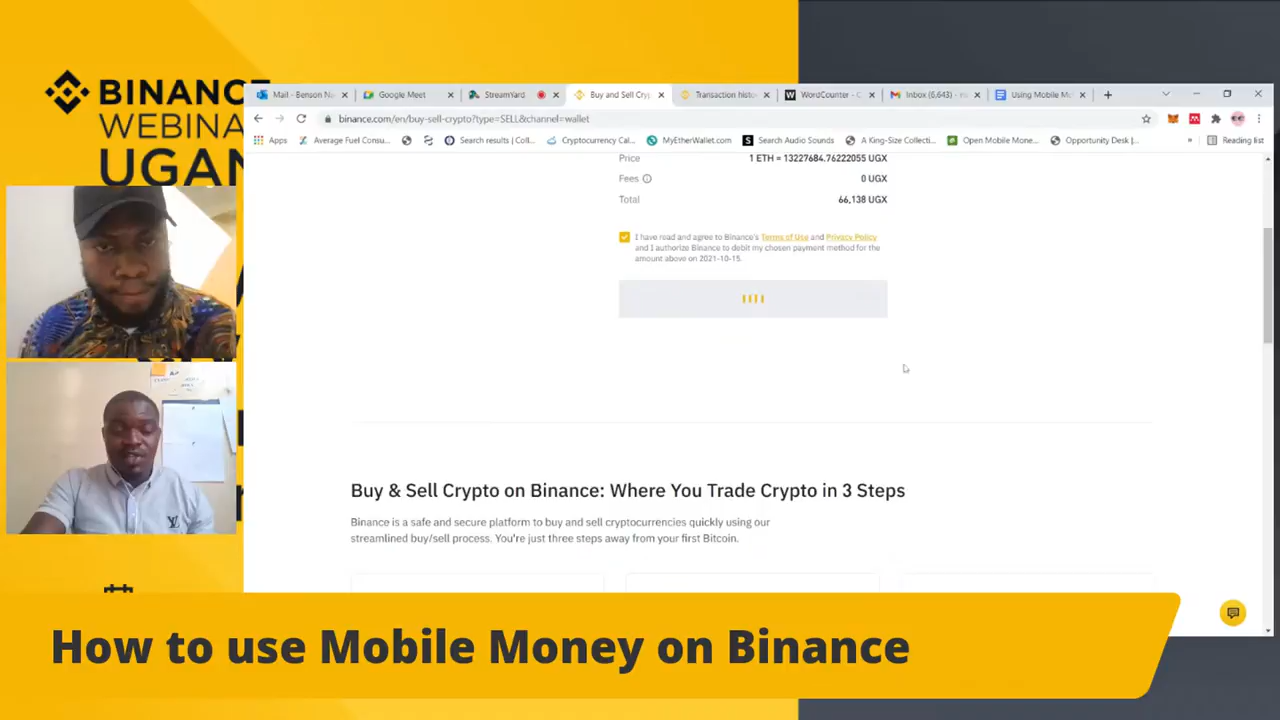 BINANCE
WEBINA
UGAN
Mail - Benson Na
Google Meet
StreamYard
Buy and Sell Cryp
Transaction histo
WordCounter - C
Inbox (6,643) - m
Using Mobile Mo
binance.com/en/buy-sell-crypto?type=SELL&channel=wallet
Apps
Average Fuel Consu...
Search results | Coll...
Cryptocurrency Cal...
MyEtherWallet.com
Search Audio Sounds
A King-Size Collecti...
Open Mobile Mone...
Opportunity Desk |...
»
Reading list
Price 1 ETH = 13227684.76222055 UGX
Fees 0 UGX
Total 66,138 UGX
I have read and agree to Binance's Terms of Use and Privacy Policy
and I authorize Binance to debit my chosen payment method for the
amount above on 2021-10-15.
Buy & Sell Crypto on Binance: Where You Trade Crypto in 3 Steps
Binance is a safe and secure platform to buy and sell cryptocurrencies quickly using our
streamlined buy/sell process. You're just three steps away from your first Bitcoin.
How to use Mobile Money on Binance